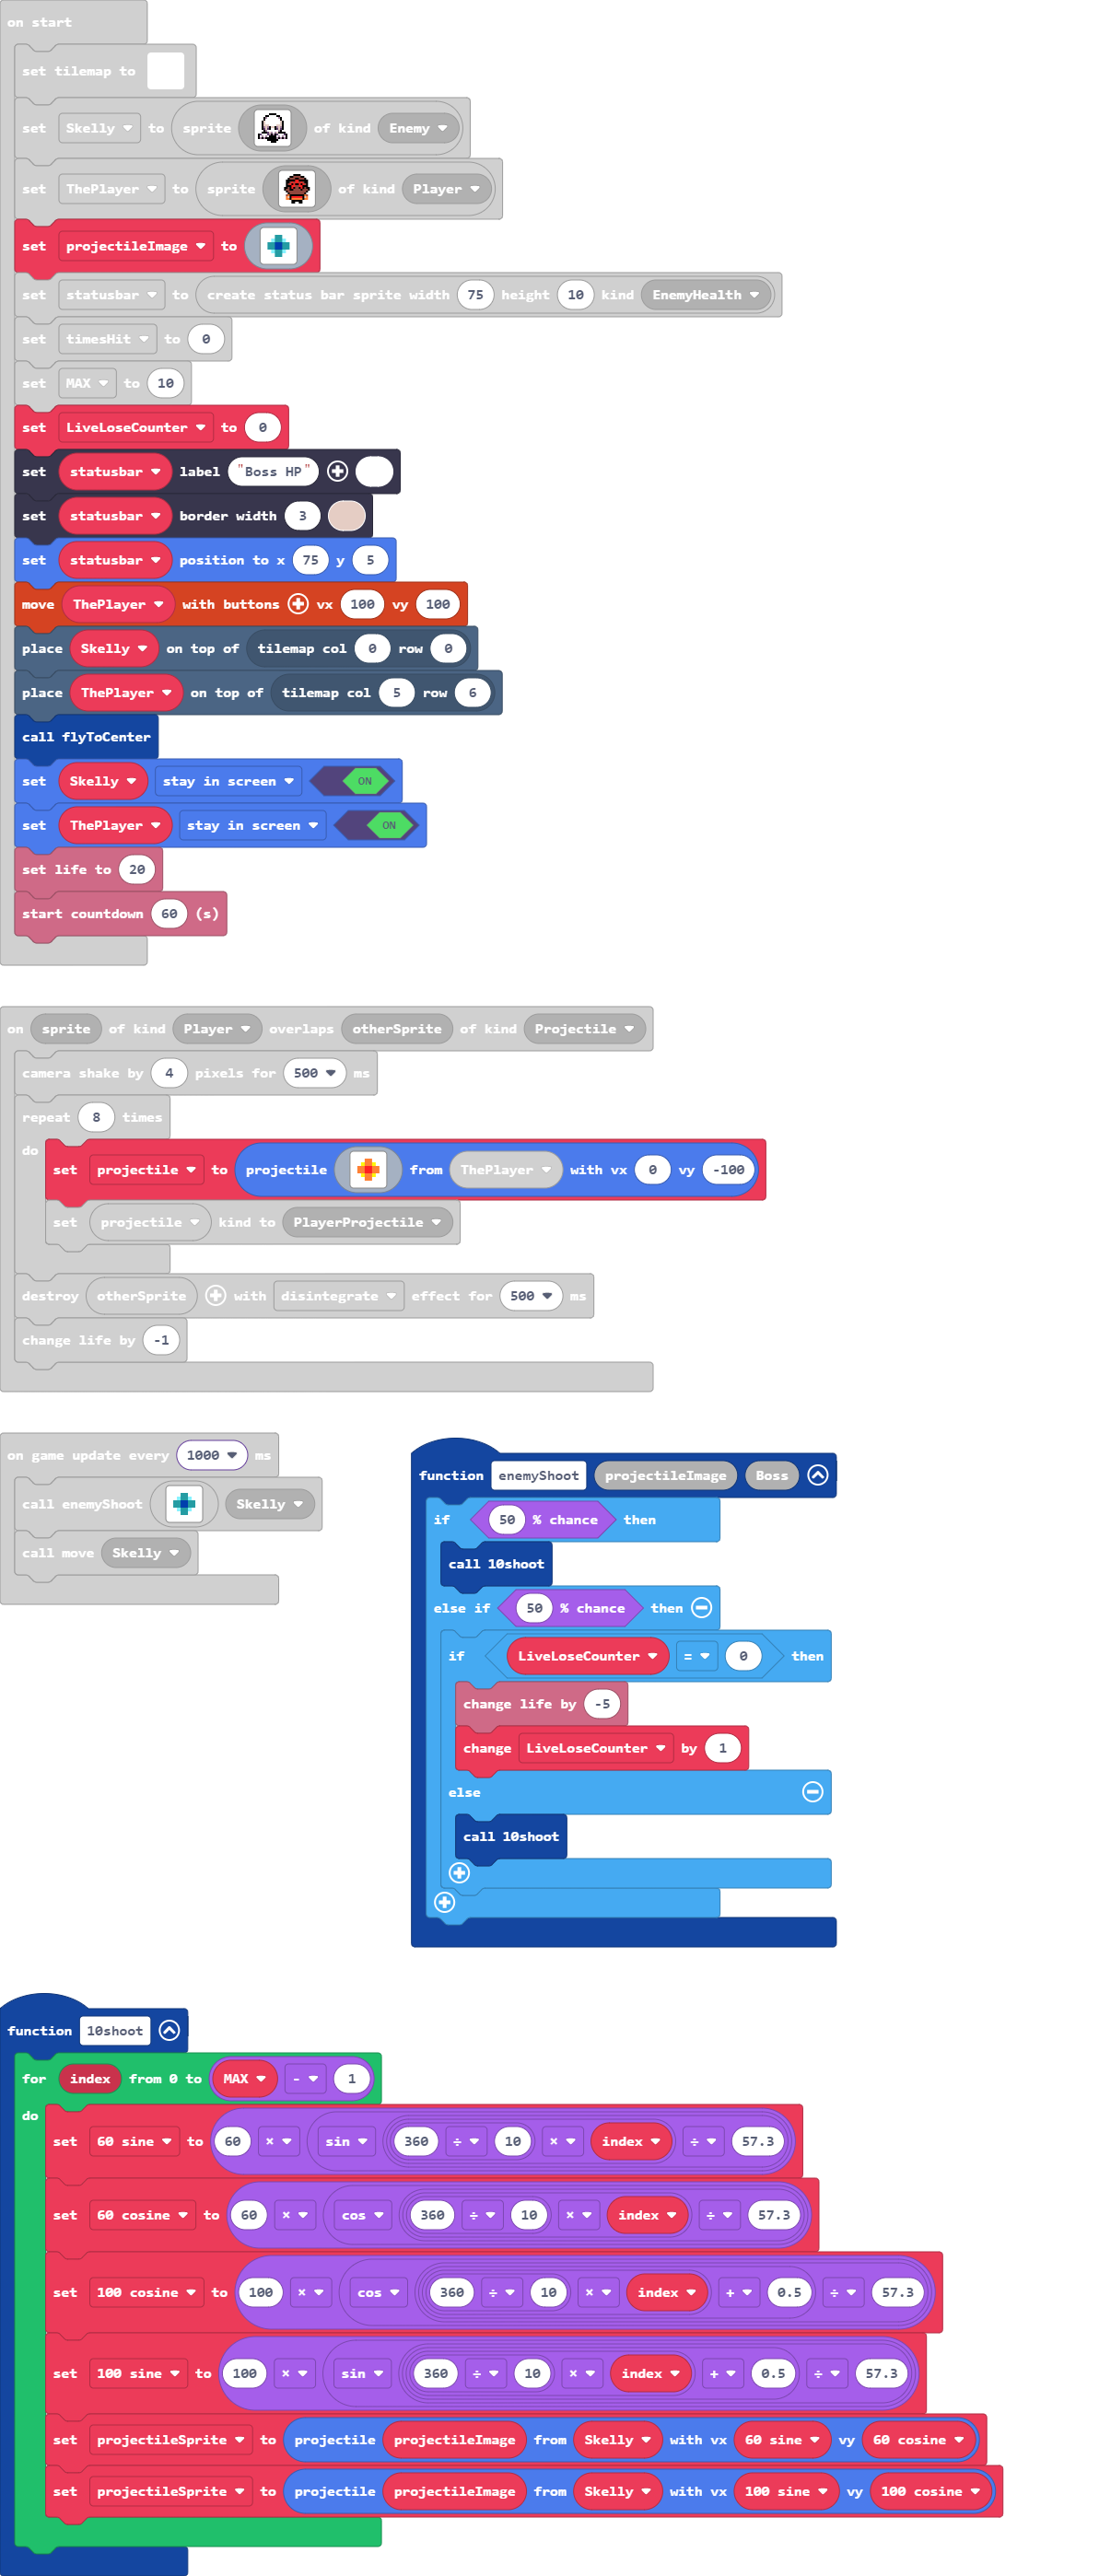 on start
set tilemap to
set Skelly to sprite of kind Enemy
set ThePlayer to sprite of kind Player
set projectileImage to
set statusbar to create status bar sprite width 75 height 10 kind EnemyHealth
set timesHit to 0
set MAX to 10
set LiveLoseCounter to 0
set statusbar label "Boss HP"
set statusbar border width 3
set statusbar position to x 75 y 5
move ThePlayer with buttons vx 100 vy 100
place Skelly on top of tilemap col 0 row 0
place ThePlayer on top of tilemap col 5 row 6
call flyToCenter
set Skelly stay in screen ON
set ThePlayer stay in screen ON
set life to 20
start countdown 60 (s)
on sprite of kind Player overlaps otherSprite of kind Projectile
camera shake by 4 pixels for 500 ms
repeat 8 times
do
set projectile to projectile from ThePlayer with vx 0 vy -100
set projectile kind to PlayerProjectile
destroy otherSprite with disintegrate effect for 500 ms
change life by -1
on game update every 1000 ms
call enemyShoot Skelly
call move Skelly
function enemyShoot projectileImage Boss
if 50 % chance then
call 10shoot
else if 50 % chance then
if LiveLoseCounter = 0 then
change life by -5
change LiveLoseCounter by 1
else
call 10shoot
function 10shoot
for index from 0 to MAX - 1
do
set 60 sine to 60 × sin 360 ÷ 10 × index ÷ 57.3
set 60 cosine to 60 × cos 360 ÷ 10 × index ÷ 57.3
set 100 cosine to 100 × cos 360 ÷ 10 × index + 0.5 ÷ 57.3
set 100 sine to 100 × sin 360 ÷ 10 × index + 0.5 ÷ 57.3
set projectileSprite to projectile projectileImage from Skelly with vx 60 sine vy 60 cosine
set projectileSprite to projectile projectileImage from Skelly with vx 100 sine vy 100 cosine